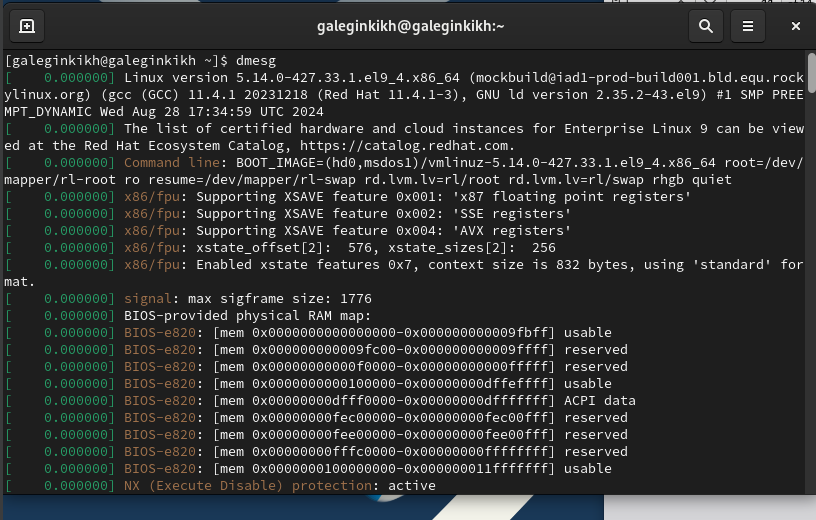 galeginkikh@galeginkikh:~
[galeginkikh@galeginkikh ~]$ dmesg
[    0.000000] Linux version 5.14.0-427.33.1.el9_4.x86_64 (mockbuild@iad1-prod-build001.bld.equ.rock
ylinux.org) (gcc (GCC) 11.4.1 20231218 (Red Hat 11.4.1-3), GNU ld version 2.35.2-43.el9) #1 SMP PREE
MPT_DYNAMIC Wed Aug 28 17:34:59 UTC 2024
[    0.000000] The list of certified hardware and cloud instances for Enterprise Linux 9 can be view
ed at the Red Hat Ecosystem Catalog, https://catalog.redhat.com.
[    0.000000] Command line: BOOT_IMAGE=(hd0,msdos1)/vmlinuz-5.14.0-427.33.1.el9_4.x86_64 root=/dev/
mapper/rl-root ro resume=/dev/mapper/rl-swap rd.lvm.lv=rl/root rd.lvm.lv=rl/swap rhgb quiet
[    0.000000] x86/fpu: Supporting XSAVE feature 0x001: 'x87 floating point registers'
[    0.000000] x86/fpu: Supporting XSAVE feature 0x002: 'SSE registers'
[    0.000000] x86/fpu: Supporting XSAVE feature 0x004: 'AVX registers'
[    0.000000] x86/fpu: xstate_offset[2]:  576, xstate_sizes[2]:  256
[    0.000000] x86/fpu: Enabled xstate features 0x7, context size is 832 bytes, using 'standard' for
mat.
[    0.000000] signal: max sigframe size: 1776
[    0.000000] BIOS-provided physical RAM map:
[    0.000000] BIOS-e820: [mem 0x0000000000000000-0x000000000009fbff] usable
[    0.000000] BIOS-e820: [mem 0x000000000009fc00-0x000000000009ffff] reserved
[    0.000000] BIOS-e820: [mem 0x00000000000f0000-0x00000000000fffff] reserved
[    0.000000] BIOS-e820: [mem 0x0000000000100000-0x00000000dffeffff] usable
[    0.000000] BIOS-e820: [mem 0x00000000dfff0000-0x00000000dfffffff] ACPI data
[    0.000000] BIOS-e820: [mem 0x00000000fec00000-0x00000000fec00fff] reserved
[    0.000000] BIOS-e820: [mem 0x00000000fee00000-0x00000000fee00fff] reserved
[    0.000000] BIOS-e820: [mem 0x00000000fffc0000-0x00000000ffffffff] reserved
[    0.000000] BIOS-e820: [mem 0x0000000100000000-0x000000011fffffff] usable
[    0.000000] NX (Execute Disable) protection: active